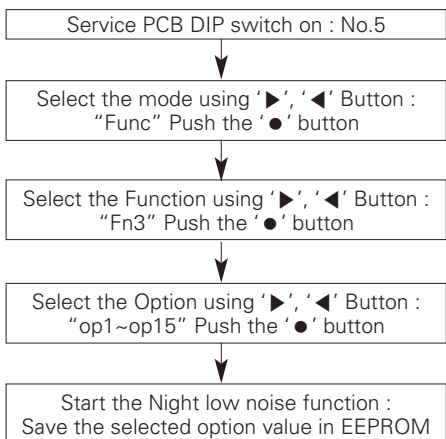 Service PCB DIP switch on : No.5
Select the mode using ‘▶’, ‘◀’ Button :
“Func” Push the ‘●’ button
Select the Function using ‘▶’, ‘◀’ Button :
“Fn3” Push the ‘●’ button
Select the Option using ‘▶’, ‘◀’ Button :
“op1~op15” Push the ‘●’ button
Start the Night low noise function :
Save the selected option value in EEPROM